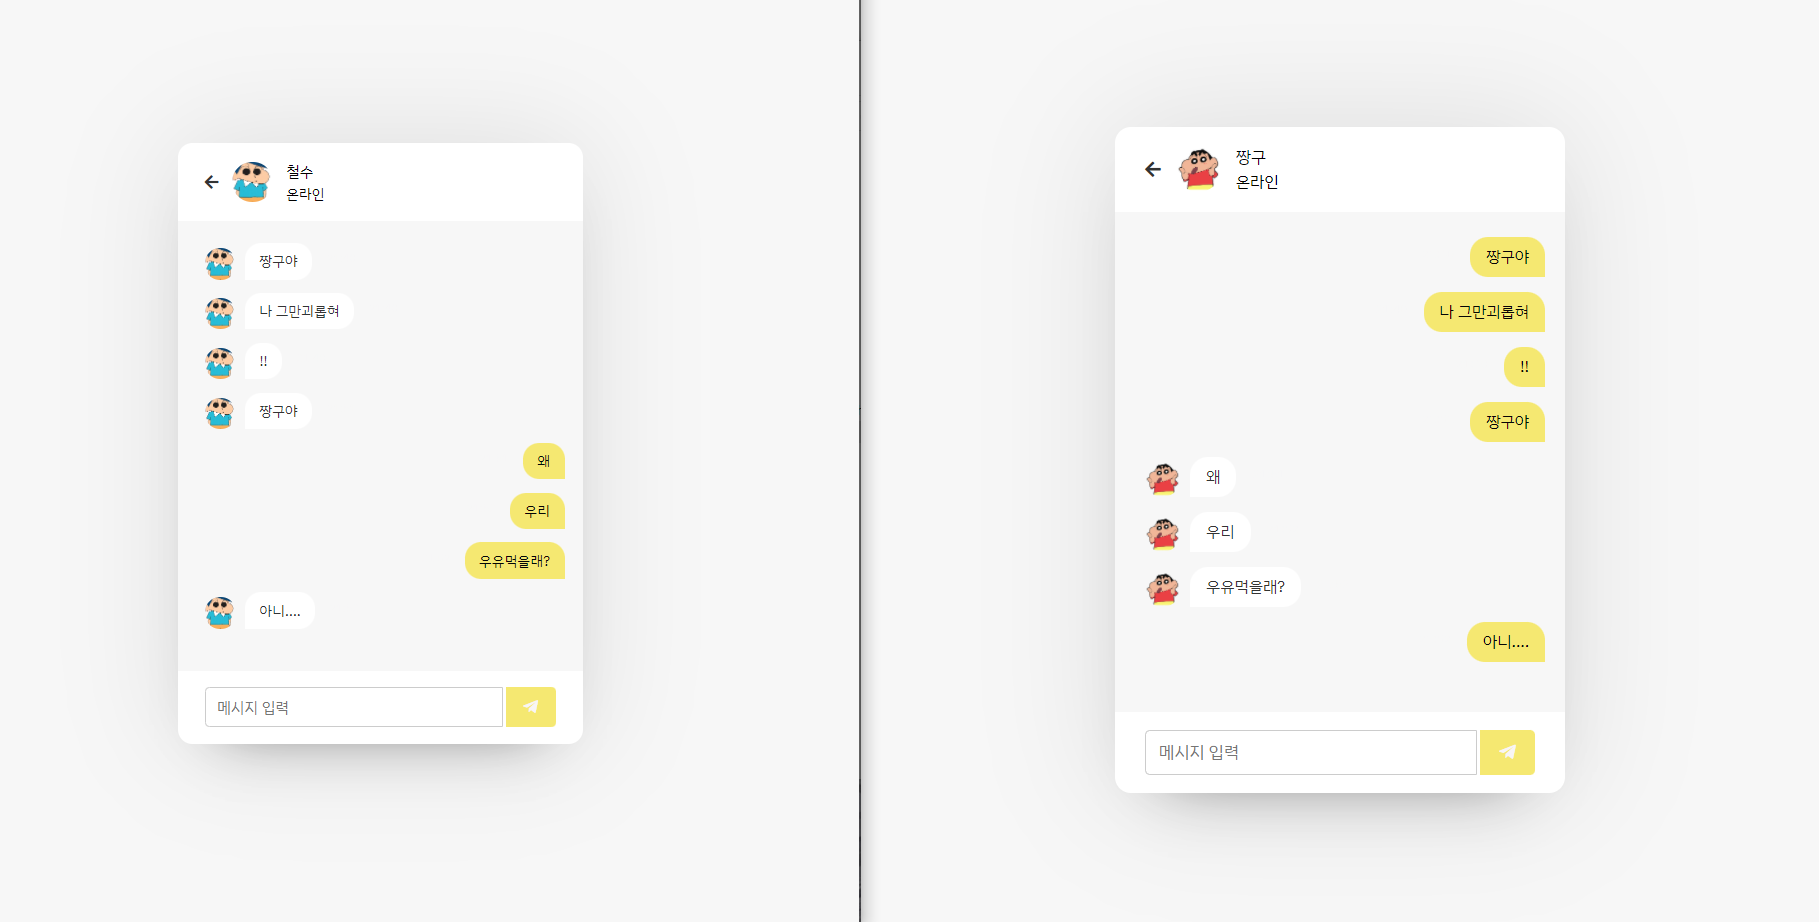 철수
온라인
짱구야
나 그만괴롭혀
!!
짱구야
왜
우리
우유먹을래?
아니....
메시지 입력
짱구
온라인
짱구야
나 그만괴롭혀
!!
짱구야
왜
우리
우유먹을래?
아니....
메시지 입력